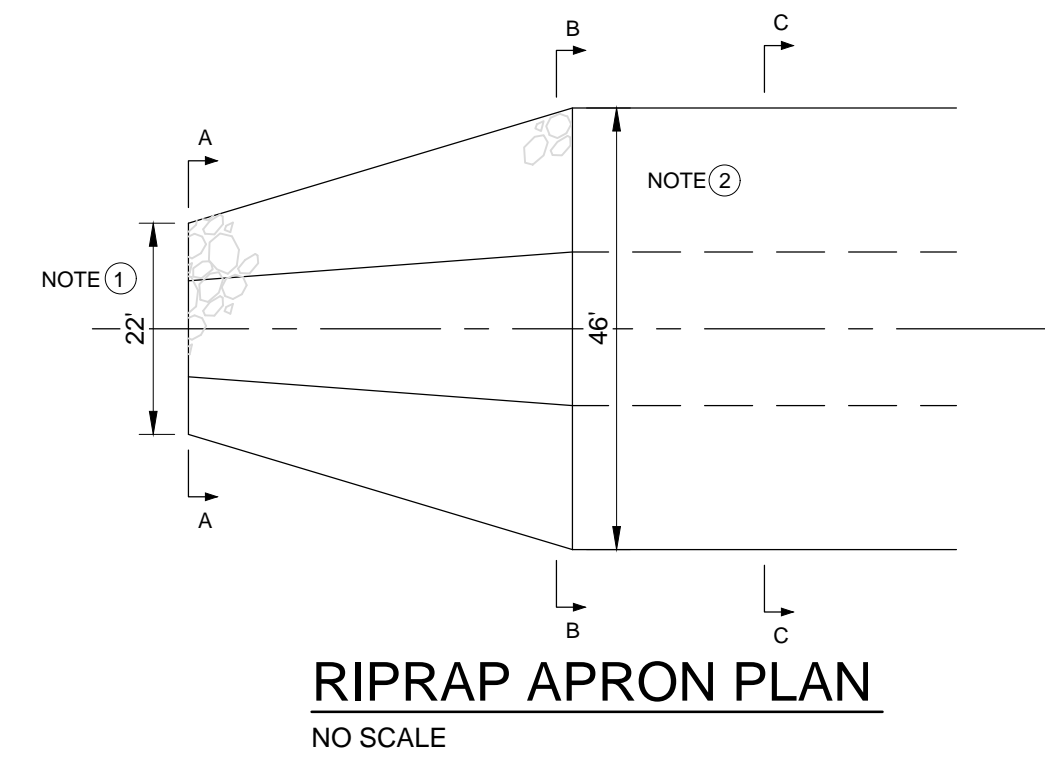 C
B
A
NOTE 2
NOTE 1
22'
46'
A
B
C
RIPRAP APRON PLAN
NO SCALE